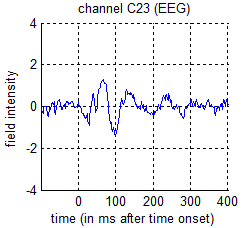 channel C23 (EEG)
field intensity
4
2
0
-2
-4
0 100 200 300 400
time (in ms after time onset)